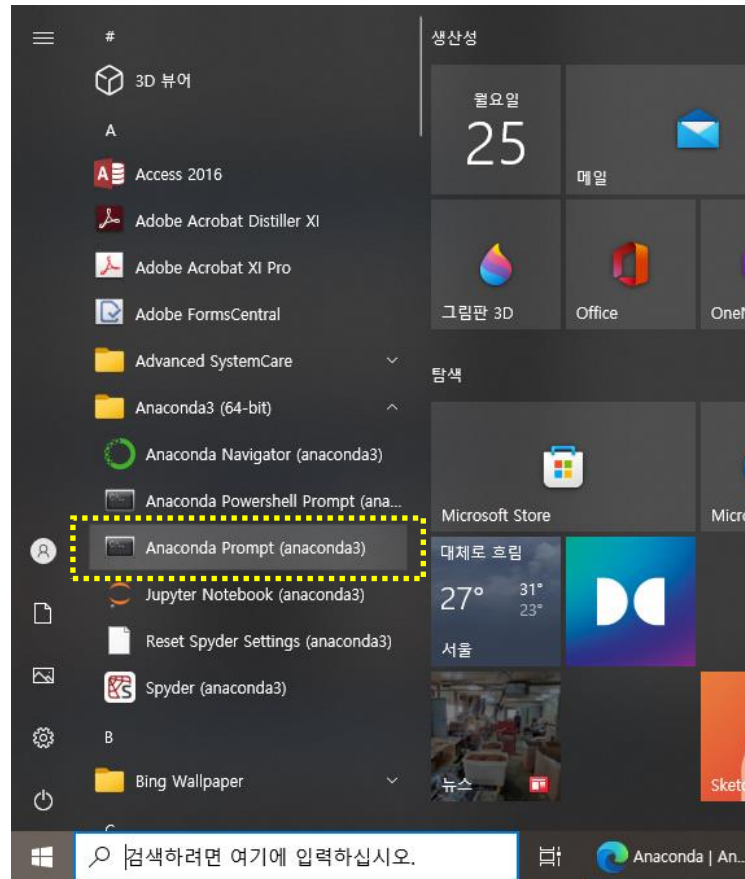 #
3D 뷰어
A
Access 2016
Adobe Acrobat Distiller XI
Adobe Acrobat XI Pro
Adobe FormsCentral
Advanced SystemCare
Anaconda3 (64-bit)
Anaconda Navigator (anaconda3)
Anaconda Powershell Prompt (ana...
Anaconda Prompt (anaconda3)
Jupyter Notebook (anaconda3)
Reset Spyder Settings (anaconda3)
Spyder (anaconda3)
B
Bing Wallpaper
생산성
월요일
25
메일
그림판 3D
Office
OneN
탐색
Microsoft Store
Micro
대체로 흐림
27°
31°
23°
서울
뉴스
Sketc
검색하려면 여기에 입력하십시오.
Anaconda | An...